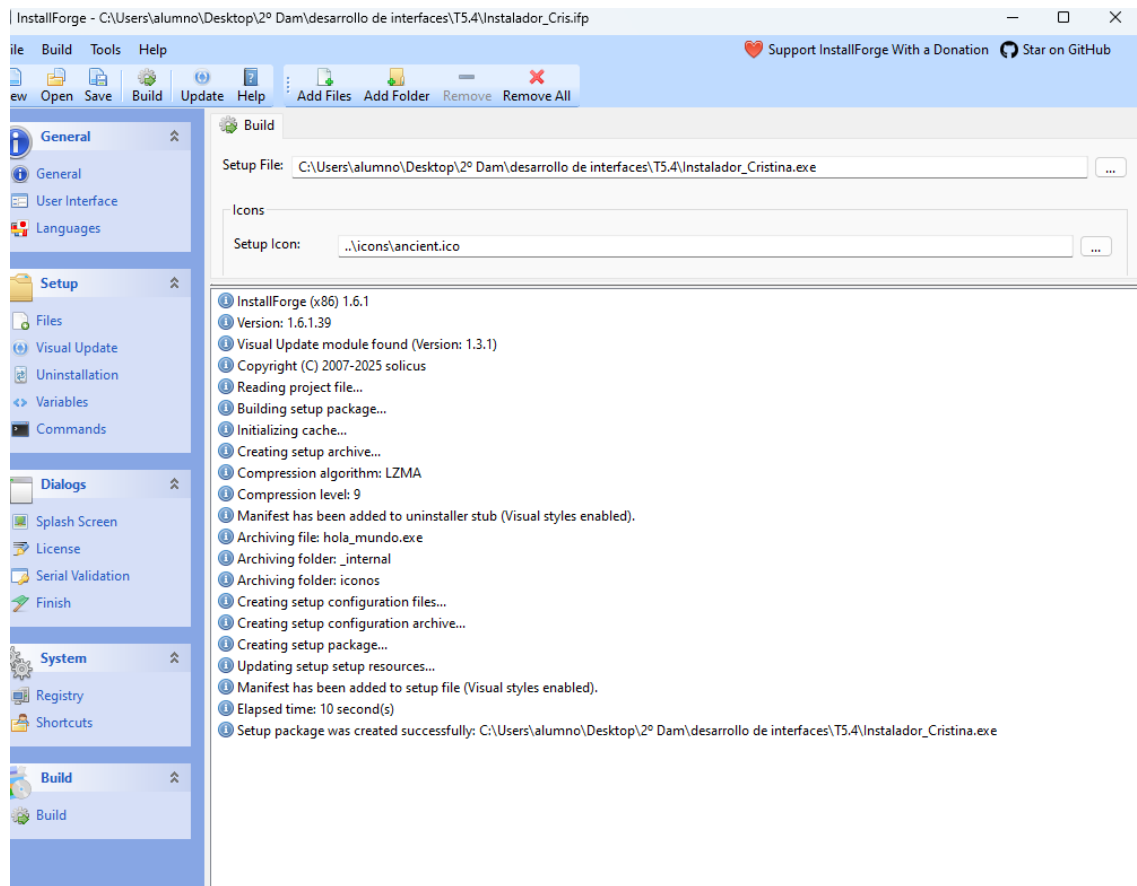 InstallForge - C:\Users\alumno\Desktop\2º Dam\desarrollo de interfaces\T5.4\Instalador_Cris.ifp
ile Build Tools Help Support InstallForge With a Donation Star on GitHub
ew Open Save Build Update Help Add Files Add Folder Remove Remove All
General
General
User Interface
Languages
Setup
Files
Visual Update
Uninstallation
Variables
Commands
Dialogs
Splash Screen
License
Serial Validation
Finish
System
Registry
Shortcuts
Build
Build
Build
Setup File: C:\Users\alumno\Desktop\2º Dam\desarrollo de interfaces\T5.4\Instalador_Cristina.exe ...
Icons
Setup Icon: ..\icons\ancient.ico ...
InstallForge (x86) 1.6.1
Version: 1.6.1.39
Visual Update module found (Version: 1.3.1)
Copyright (C) 2007-2025 solicus
Reading project file...
Building setup package...
Initializing cache...
Creating setup archive...
Compression algorithm: LZMA
Compression level: 9
Manifest has been added to uninstaller stub (Visual styles enabled).
Archiving file: hola_mundo.exe
Archiving folder: _internal
Archiving folder: iconos
Creating setup configuration files...
Creating setup configuration archive...
Creating setup package...
Updating setup setup resources...
Manifest has been added to setup file (Visual styles enabled).
Elapsed time: 10 second(s)
Setup package was created successfully: C:\Users\alumno\Desktop\2º Dam\desarrollo de interfaces\T5.4\Instalador_Cristina.exe